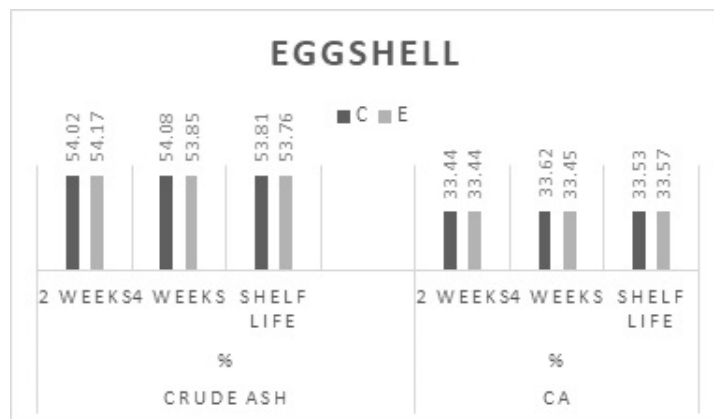 EGGSHELL
C E
54.02 54.17 54.08 53.85 53.81 53.76 33.44 33.44 33.62 33.45 33.53 33.57
2 WEEKS 4 WEEKS SHELF LIFE 2 WEEKS 4 WEEKS SHELF LIFE
% %
CRUDE ASH CA